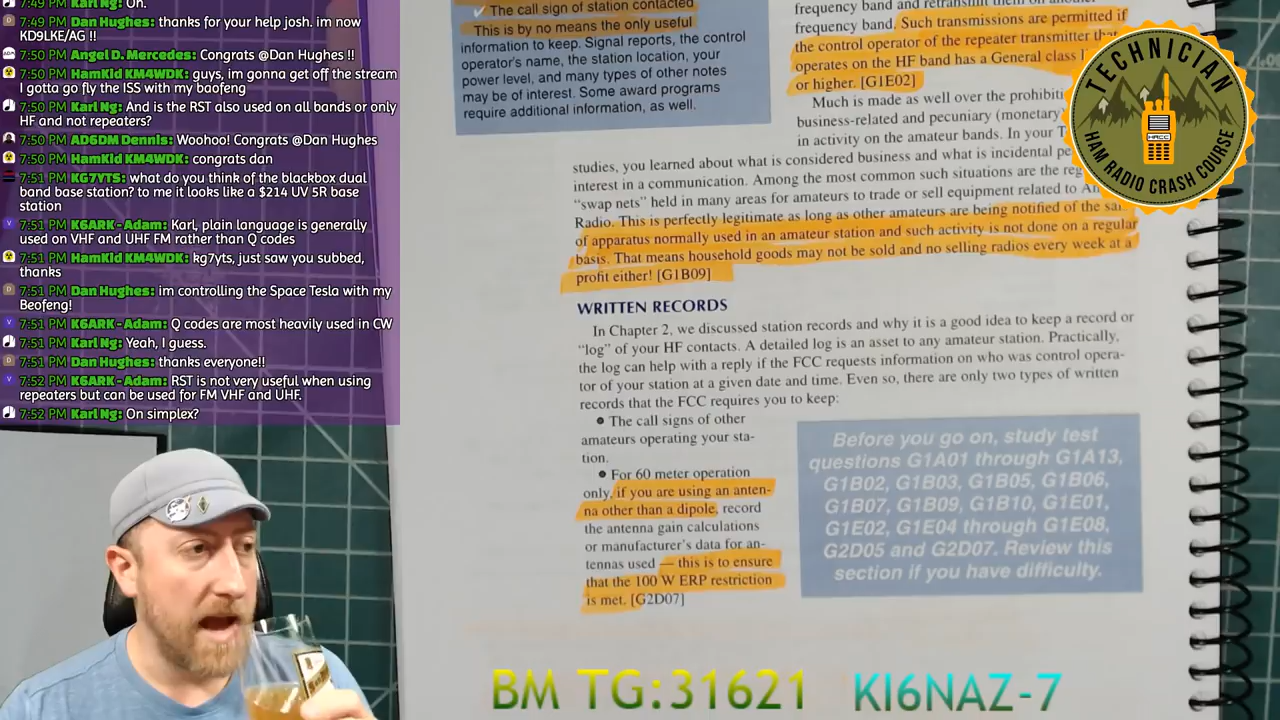 7:49 PM Karl Ng: Oh.
7:49 PM Dan Hughes: thanks for your help josh. im now
KD9LKE/AG !!
7:50 PM Angel D. Mercedes: Congrats @Dan Hughes !!
7:50 PM HamKid KM4WDK: guys, im gonna get off the stream
I gotta go fly the ISS with my baofeng
7:50 PM Karl Ng: And is the RST also used on all bands or only
HF and not repeaters?
7:50 PM AD6DM Dennis: Woohoo! Congrats @Dan Hughes
7:50 PM HamKid KM4WDK: congrats dan
7:51 PM KG7YTS: what do you think of the blackbox dual
band base station? to me it looks like a $214 UV 5R base
station
7:51 PM K6ARK - Adam: Karl, plain language is generally
used on VHF and UHF FM rather than Q codes
7:51 PM HamKid KM4WDK: kg7yts, just saw you subbed,
thanks
7:51 PM Dan Hughes: im controlling the Space Tesla with my
Beofeng!
7:51 PM K6ARK - Adam: Q codes are most heavily used in CW
7:51 PM Karl Ng: Yeah, I guess.
7:51 PM Dan Hughes: thanks everyone!!
7:52 PM K6ARK - Adam: RST is not very useful when using
repeaters but can be used for FM VHF and UHF.
7:52 PM Karl Ng: On simplex?
✓ The call sign of station contacted
This is by no means the only useful
information to keep. Signal reports, the control
operator's name, the station location, your
power level, and many types of other notes
may be of interest. Some award programs
require additional information, as well.
frequency band and retransmit them on another
frequency band. Such transmissions are permitted if
the control operator of the repeater transmitter that
operates on the HF band has a General class
or higher. [G1E02]
Much is made as well over the
business-related and pecuniary (monetary)
in activity on the amateur bands. In your
studies, you learned about what is considered business and what is incidental
interest in a communication. Among the most common such situations are the
“swap nets” held in many areas for amateurs to trade or sell equipment related to
Radio. This is perfectly legitimate as long as other amateurs are being notified of the
of apparatus normally used in an amateur station and such activity is not done on a regular
basis. That means household goods may not be sold and no selling radios every week at a
profit either! [G1B09]
WRITTEN RECORDS
In Chapter 2, we discussed station records and why it is a good idea to keep a record or
“log” of your HF contacts. A detailed log is an asset to any amateur station. Practically,
the log can help with a reply if the FCC requests information on who was control opera-
tor of your station at a given date and time. Even so, there are only two types of written
records that the FCC requires you to keep:
• The call signs of other
amateurs operating your sta-
tion.
• For 60 meter operation
only, if you are using an anten-
na other than a dipole, record
the antenna gain calculations
or manufacturer's data for an-
tennas used — this is to ensure
that the 100 W ERP restriction
is met. [G2D07]
Before you go on, study test
questions G1A01 through G1A13,
G1B02, G1B03, G1B05, G1B06,
G1B07, G1B09, G1B10, G1E01,
G1E02, G1E04 through G1E08,
G2D05 and G2D07. Review this
section if you have difficulty.
TECHNICIAN
HRCC
HAM RADIO CRASH COURSE
BM TG:31621 KI6NAZ-7